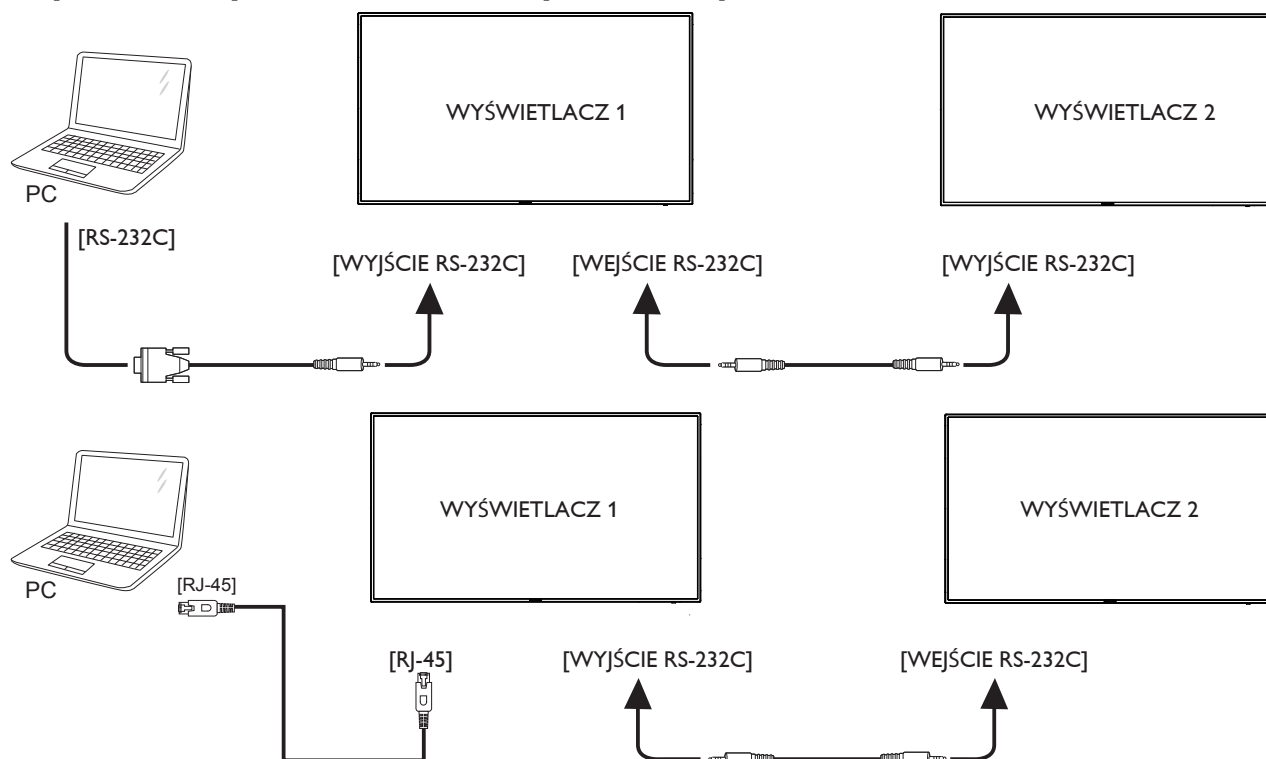 WYŚWIETLACZ 1
WYŚWIETLACZ 2
PC
[RS-232C]
[WYJŚCIE RS-232C]
[WEJŚCIE RS-232C]
[WYJŚCIE RS-232C]
WYŚWIETLACZ 1
WYŚWIETLACZ 2
PC
[RJ-45]
[RJ-45]
[WYJŚCIE RS-232C]
[WEJŚCIE RS-232C]